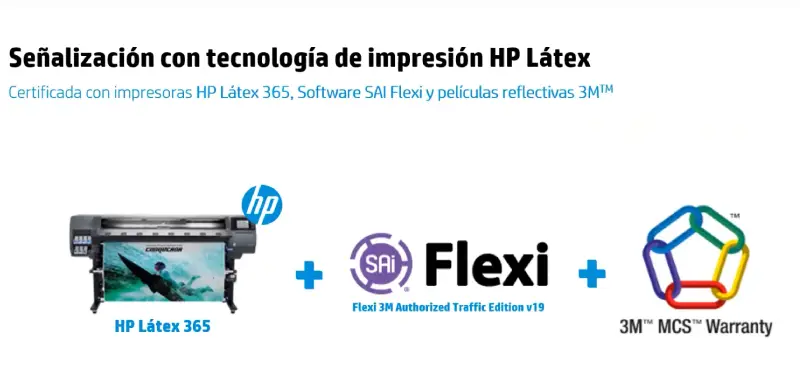 Señalización con tecnología de impresión HP Látex
Certificada con impresoras HP Látex 365, Software SAI Flexi y películas reflectivas 3M™
hp
SAi Flexi
Flexi 3M Authorized Traffic Edition v19
HP Látex 365
™
3M™ MCS™ Warranty